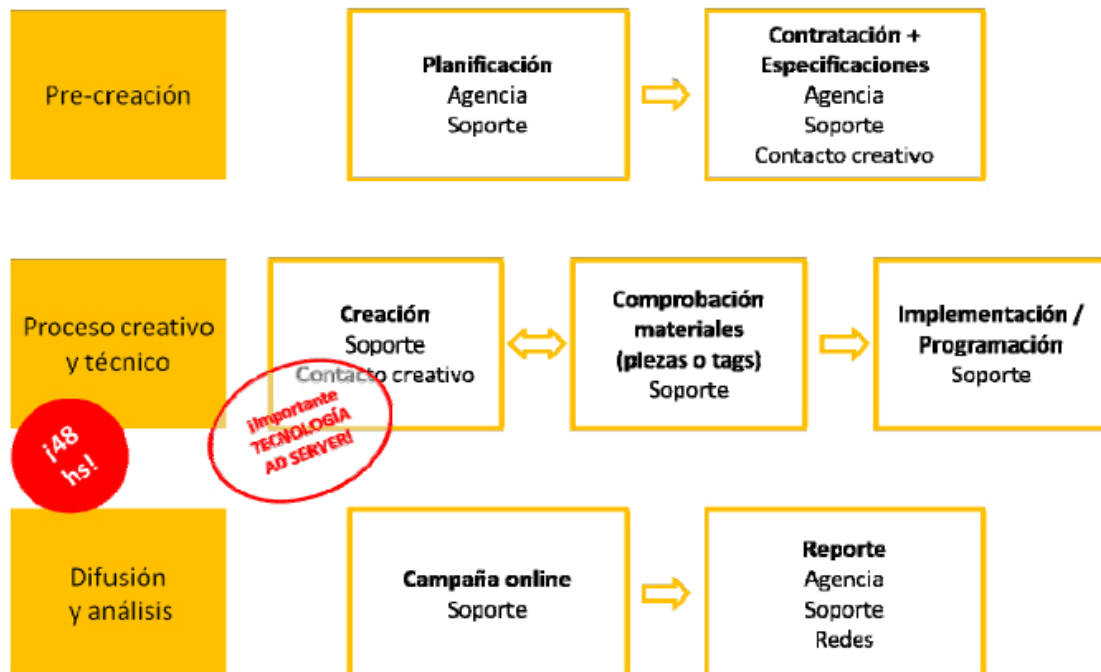 Pre-creación
Planificación
Agencia
Soporte
Contratación +
Especificaciones
Agencia
Soporte
Contacto creativo
Proceso creativo
y técnico
Creación
Soporte
Contacto creativo
Comprobación
materiales
(piezas o tags)
Soporte
Implementación /
Programación
Soporte
¡48
hs!
¡Importante
TECNOLOGÍA
AD SERVER!
Difusión
y análisis
Campaña online
Soporte
Reporte
Agencia
Soporte
Redes